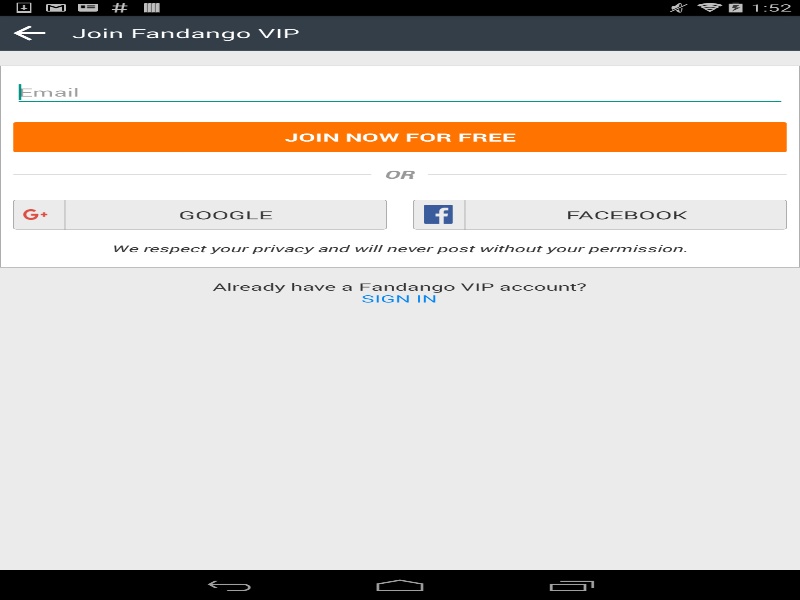 1:52
Join Fandango VIP
Email
JOIN NOW FOR FREE
OR
G+ GOOGLE
f FACEBOOK
We respect your privacy and will never post without your permission.
Already have a Fandango VIP account?
SIGN IN